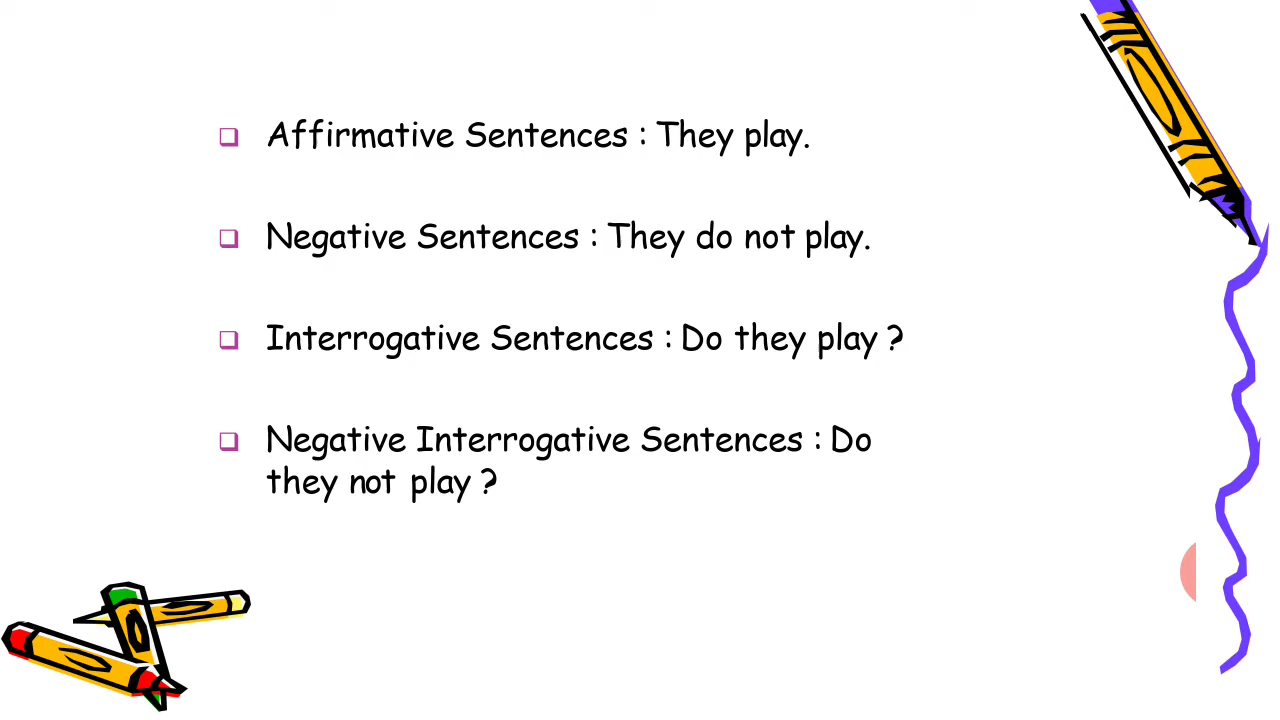 Affirmative Sentences : They play.
Negative Sentences : They do not play.
Interrogative Sentences : Do they play ?
Negative Interrogative Sentences : Do
they not play ?